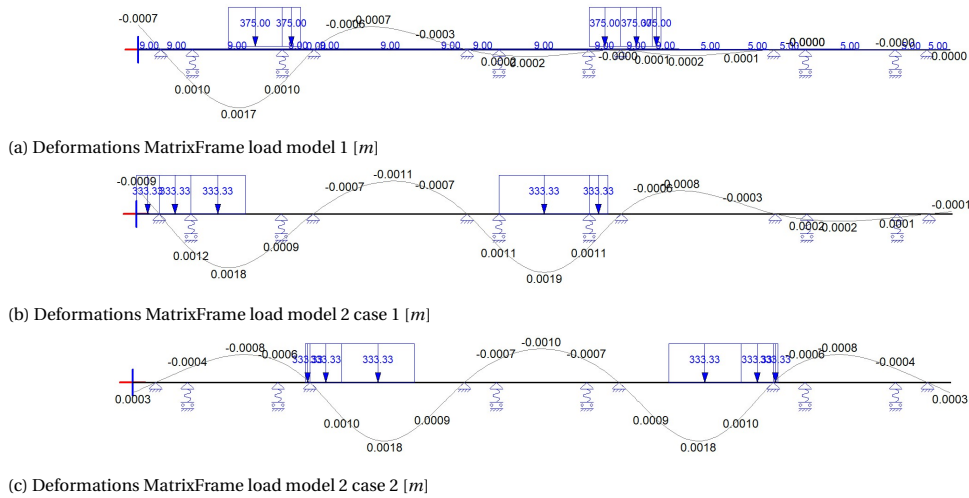 -0.0007 375.00 375.00 -0.0006 -0.0007 375.00 375.00 375.00
-0.0003 -0.0000 -0.0000
9.00 9.00 9.00 9.00 9.00 9.00 9.00 9.00 9.00 9.00 9.00 5.00 5.00 5.00 5.00 5.00 5.00
0.0010 0.0010 0.0002 0.0002 -0.0000 0.0001 0.0002 0.0001 0.0000
0.0017
(a) Deformations MatrixFrame load model 1 [m]
-0.0009 333.33 333.33 333.33 -0.0007 -0.0011 -0.0007 333.33 333.33 -0.0006 -0.0008 -0.0003 -0.0001
0.0012 0.0009 0.0011 0.0011 0.0002 0.0002 0.0001
0.0018 0.0019
(b) Deformations MatrixFrame load model 2 case 1 [m]
-0.0004 -0.0008 -0.0006 333.33 333.33 -0.0007 -0.0010 -0.0007 333.33 333.33 -0.0006 -0.0008 -0.0004
0.0003 0.0010 0.0009 0.0009 0.0010 0.0003
0.0018 0.0018
(c) Deformations MatrixFrame load model 2 case 2 [m]